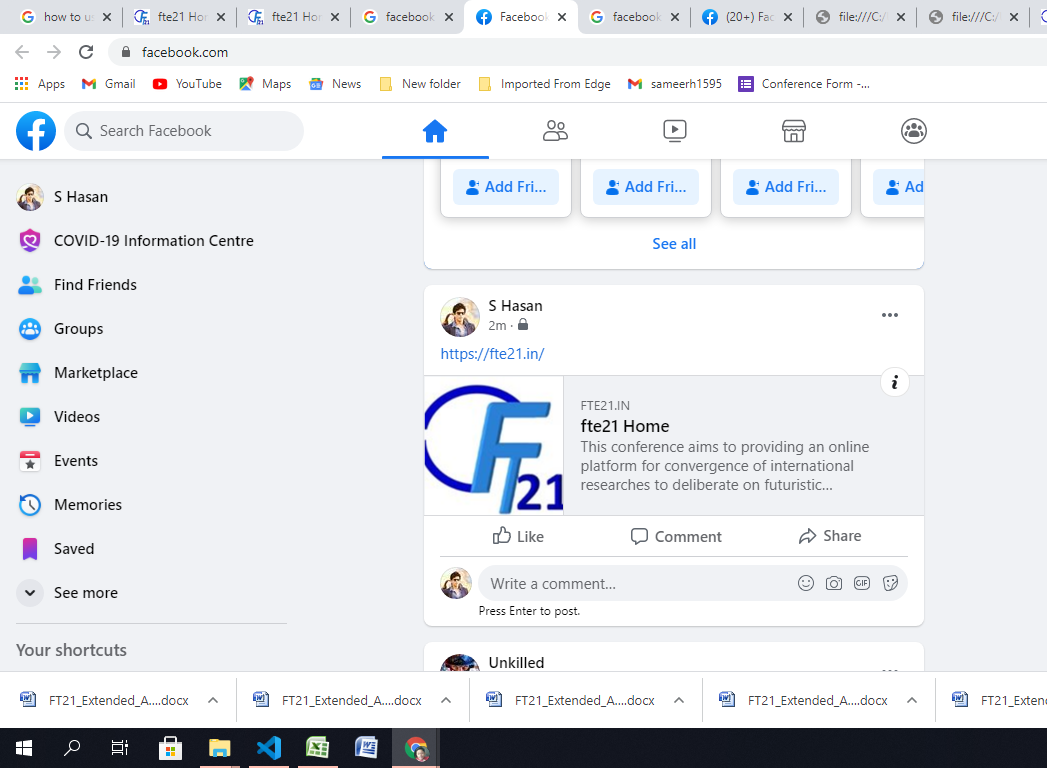 how to us
fte21 Hor
fte21 Hom
facebook
Facebook
facebook
(20+) Fac
file:///C:/
file:///C:/
facebook.com
Apps
Gmail
YouTube
Maps
News
New folder
Imported From Edge
sameerh1595
Conference Form -...
Search Facebook
S Hasan
COVID-19 Information Centre
Find Friends
Groups
Marketplace
Videos
Events
Memories
Saved
See more
Your shortcuts
Add Fri...
Add Fri...
Add Fri...
Ad
See all
S Hasan
2m ·
https://fte21.in/
FT21
FTE21.IN
fte21 Home
This conference aims to providing an online
platform for convergence of international
researches to deliberate on futuristic...
Like
Comment
Share
Write a comment...
GIF
Press Enter to post.
Unkilled
FT21_Extended_A....docx
FT21_Extended_A....docx
FT21_Extended_A....docx
FT21_Extended_A....docx
FT21_Exten